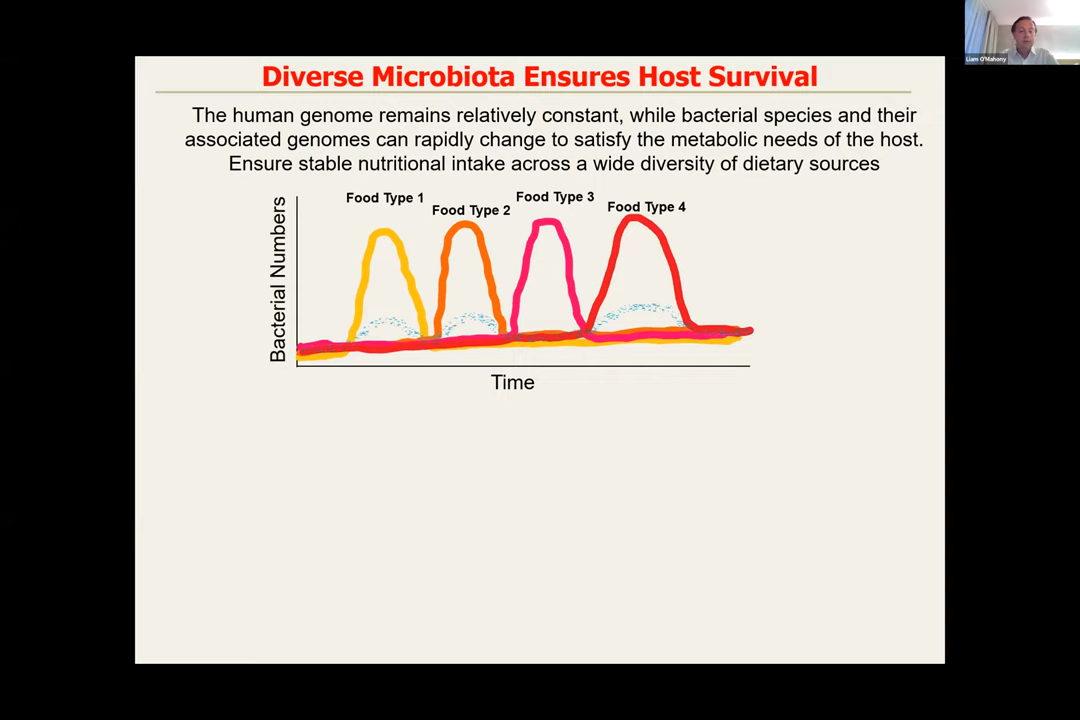 Liam O'Mahony
Diverse Microbiota Ensures Host Survival
The human genome remains relatively constant, while bacterial species and their
associated genomes can rapidly change to satisfy the metabolic needs of the host.
Ensure stable nutritional intake across a wide diversity of dietary sources
Food Type 1
Food Type 2
Food Type 3
Food Type 4
Bacterial Numbers
Time